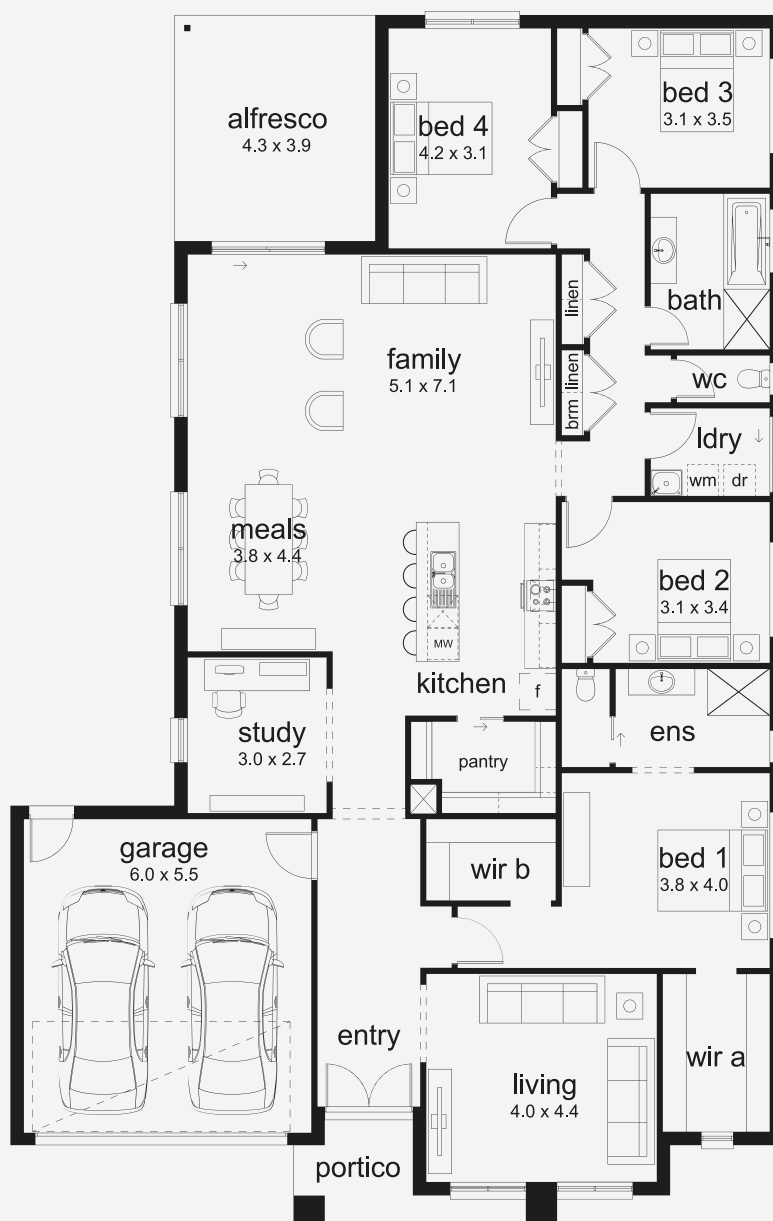 alfresco
4.3 x 3.9
bed 4
4.2 x 3.1
bed 3
3.1 x 3.5
linen
bath
family
5.1 x 7.1
brm linen
wc
ldry
wm
dr
meals
3.8 x 4.4
MW
bed 2
3.1 x 3.4
kitchen
f
study
3.0 x 2.7
pantry
ens
garage
6.0 x 5.5
wir b
bed 1
3.8 x 4.0
entry
living
4.0 x 4.4
wir a
portico